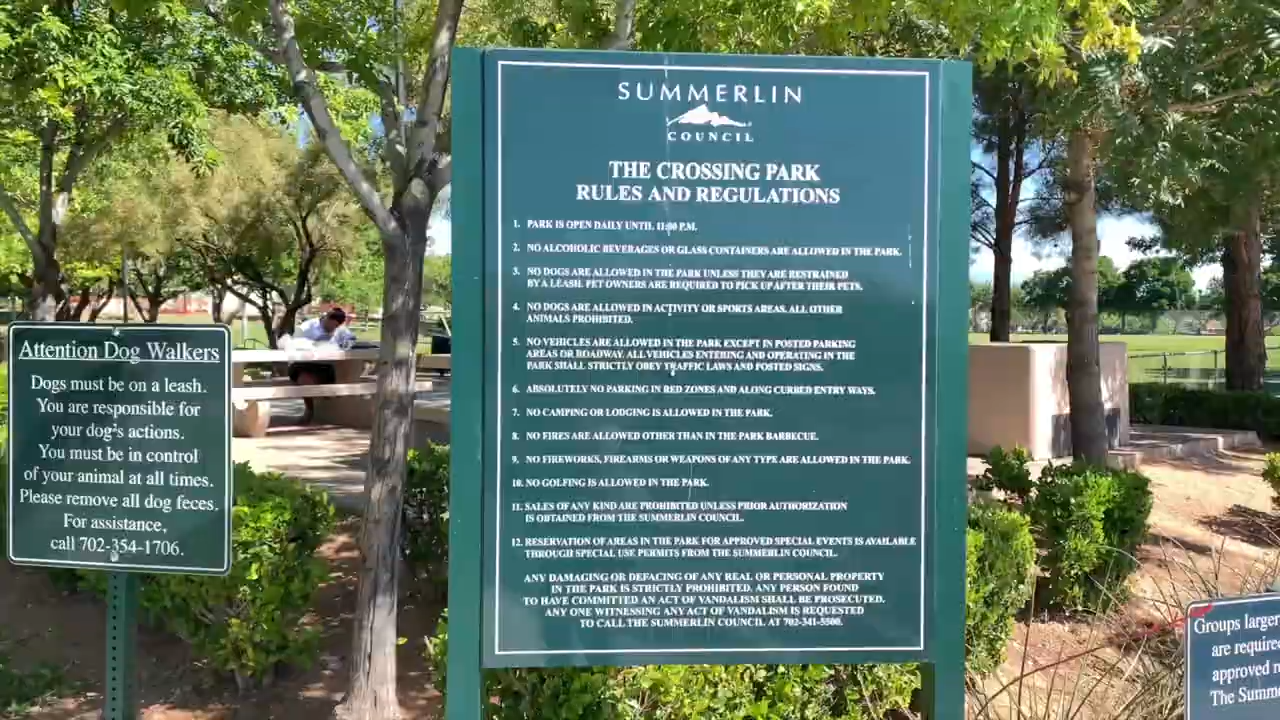 Attention Dog Walkers
Dogs must be on a leash.
You are responsible for
your dog's actions.
You must be in control
of your animal at all times.
Please remove all dog feces.
For assistance,
call 702-354-1706.
SUMMERLIN
COUNCIL
THE CROSSING PARK
RULES AND REGULATIONS
1. PARK IS OPEN DAILY UNTIL 11:00 P.M.
2. NO ALCOHOLIC BEVERAGES OR GLASS CONTAINERS ARE ALLOWED IN THE PARK.
3. NO DOGS ARE ALLOWED IN THE PARK UNLESS THEY ARE RESTRAINED
BY A LEASH. PET OWNERS ARE REQUIRED TO PICK UP AFTER THEIR PETS.
4. NO DOGS ARE ALLOWED IN ACTIVITY OR SPORTS AREAS. ALL OTHER
ANIMALS PROHIBITED.
5. NO VEHICLES ARE ALLOWED IN THE PARK EXCEPT IN POSTED PARKING
AREAS OR ROADWAY. ALL VEHICLES ENTERING AND OPERATING IN THE
PARK SHALL STRICTLY OBEY TRAFFIC LAWS AND POSTED SIGNS.
6. ABSOLUTELY NO PARKING IN RED ZONES AND ALONG CURBED ENTRY WAYS.
7. NO CAMPING OR LODGING IS ALLOWED IN THE PARK.
8. NO FIRES ARE ALLOWED OTHER THAN IN THE PARK BARBECUE.
9. NO FIREWORKS, FIREARMS OR WEAPONS OF ANY TYPE ARE ALLOWED IN THE PARK.
10. NO GOLFING IS ALLOWED IN THE PARK.
11. SALES OF ANY KIND ARE PROHIBITED UNLESS PRIOR AUTHORIZATION
IS OBTAINED FROM THE SUMMERLIN COUNCIL.
12. RESERVATION OF AREAS IN THE PARK FOR APPROVED SPECIAL EVENTS IS AVAILABLE
THROUGH SPECIAL USE PERMITS FROM THE SUMMERLIN COUNCIL.
ANY DAMAGING OR DEFACING OF ANY REAL OR PERSONAL PROPERTY
IN THE PARK IS STRICTLY PROHIBITED. ANY PERSON FOUND
TO HAVE COMMITTED AN ACT OF VANDALISM SHALL BE PROSECUTED.
ANY ONE WITNESSING ANY ACT OF VANDALISM IS REQUESTED
TO CALL THE SUMMERLIN COUNCIL AT 702-341-5500.
Groups larger
are require
approved r
The Summ